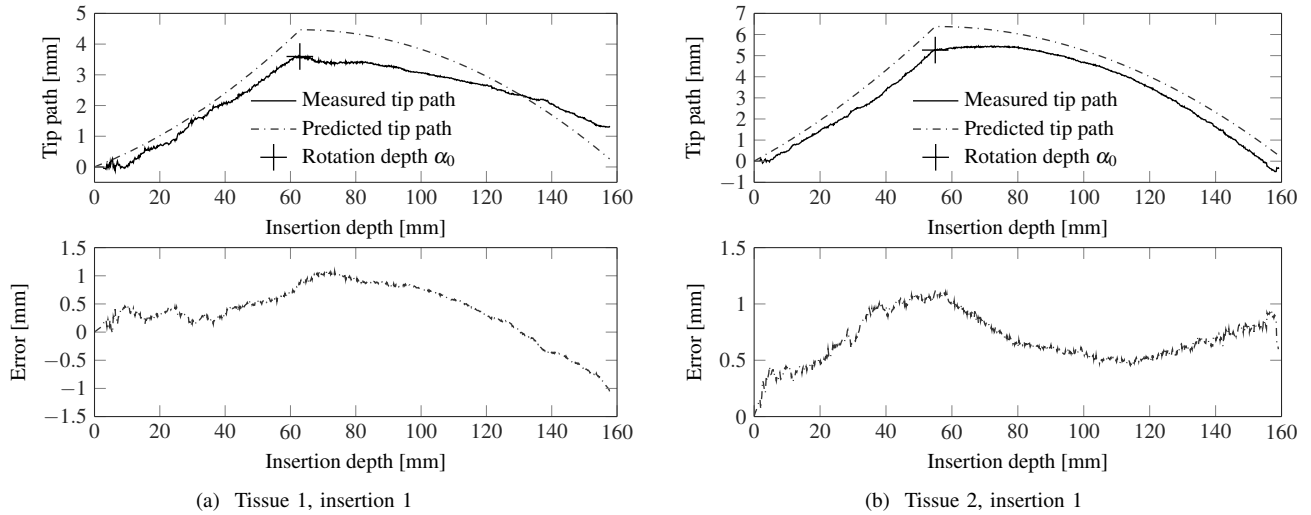 5
4
3
2
1
0
Tip path [mm]
Measured tip path
Predicted tip path
Rotation depth α0
0 20 40 60 80 100 120 140 160
Insertion depth [mm]
1.5
1
0.5
0
−0.5
−1
−1.5
Error [mm]
0 20 40 60 80 100 120 140 160
Insertion depth [mm]
(a) Tissue 1, insertion 1
7
6
5
4
3
2
1
0
−1
Tip path [mm]
Measured tip path
Predicted tip path
Rotation depth α0
0 20 40 60 80 100 120 140 160
Insertion depth [mm]
1.5
1
0.5
0
Error [mm]
0 20 40 60 80 100 120 140 160
Insertion depth [mm]
(b) Tissue 2, insertion 1